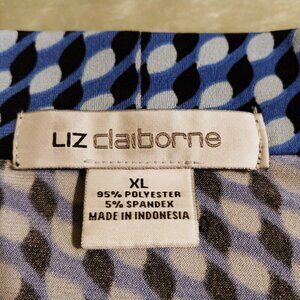 LIZ claiborne
XL
95% POLYESTER
5% SPANDEX
MADE IN INDONESIA